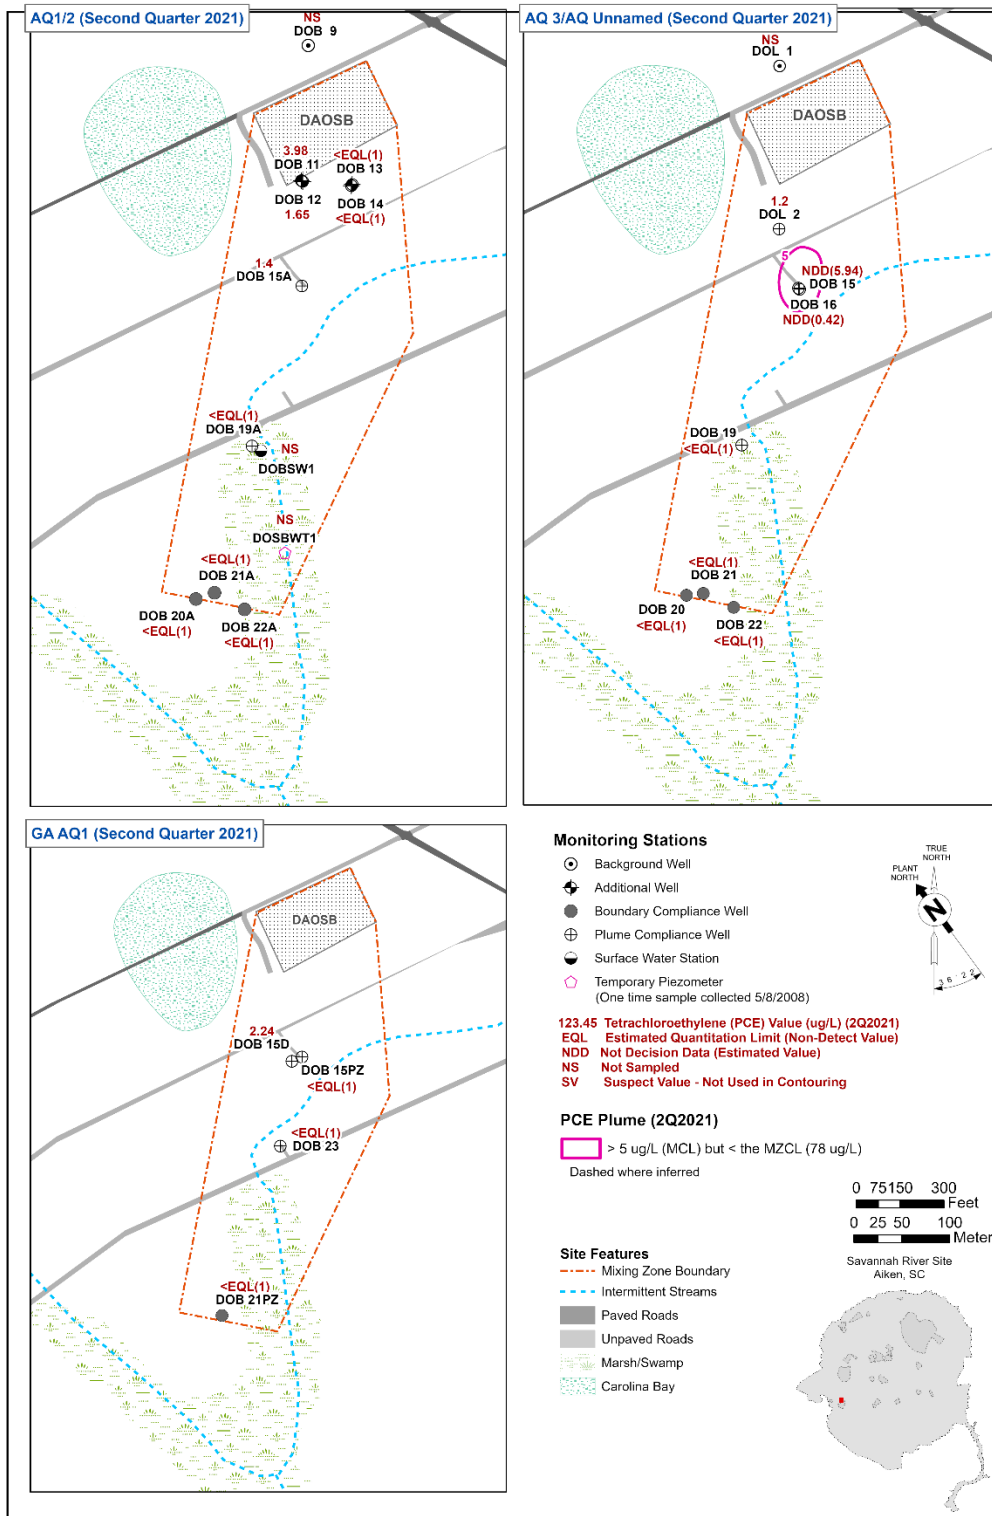 AQ1/2 (Second Quarter 2021)
NS
DOB 9
DAOSB
3.98
DOB 11
<EQL(1)
DOB 13
DOB 12
1.65
DOB 14
<EQL(1)
1.4
DOB 15A
<EQL(1)
DOB 19A
NS
DOBSW1
NS
DOSBWT1
<EQL(1)
DOB 21A
DOB 20A
<EQL(1)
DOB 22A
<EQL(1)
AQ 3/AQ Unnamed (Second Quarter 2021)
NS
DOL 1
DAOSB
1.2
DOL 2
5
NDD(5.94)
DOB 15
DOB 16
NDD(0.42)
DOB 19
<EQL(1)
<EQL(1)
DOB 21
DOB 20
<EQL(1)
DOB 22
<EQL(1)
GA AQ1 (Second Quarter 2021)
DAOSB
2.24
DOB 15D
DOB 15PZ
<EQL(1)
<EQL(1)
DOB 23
<EQL(1)
DOB 21PZ
Monitoring Stations
Background Well
Additional Well
Boundary Compliance Well
Plume Compliance Well
Surface Water Station
Temporary Piezometer
(One time sample collected 5/8/2008)
TRUE
NORTH
PLANT
NORTH
N
36°22'
123.45 Tetrachloroethylene (PCE) Value (ug/L) (2Q2021)
EQL Estimated Quantitation Limit (Non-Detect Value)
NDD Not Decision Data (Estimated Value)
NS Not Sampled
SV Suspect Value - Not Used in Contouring
PCE Plume (2Q2021)
> 5 ug/L (MCL) but < the MZCL (78 ug/L)
Dashed where inferred
0 75150 300
Feet
0 25 50 100
Meter
Savannah River Site
Aiken, SC
Site Features
Mixing Zone Boundary
Intermittent Streams
Paved Roads
Unpaved Roads
Marsh/Swamp
Carolina Bay